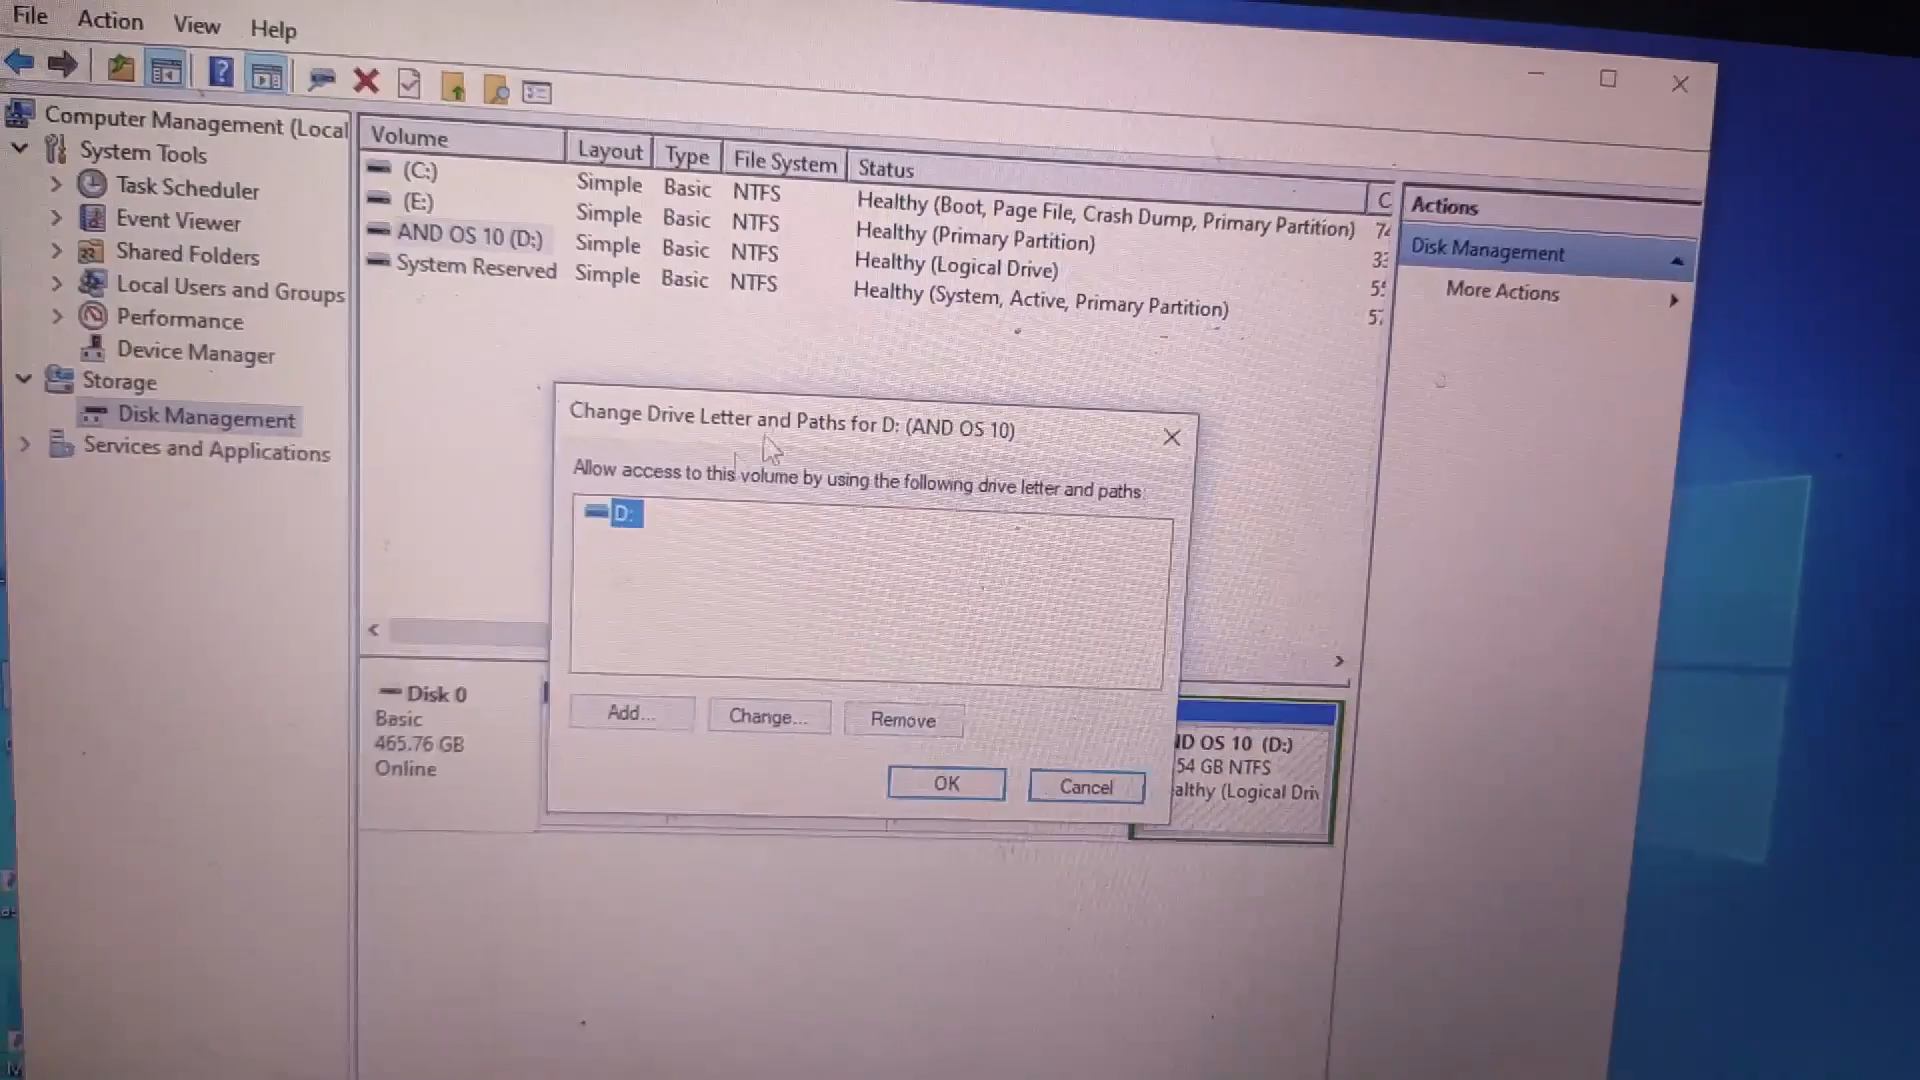 File Action View Help
Computer Management (Local
System Tools
Task Scheduler
Event Viewer
Shared Folders
Local Users and Groups
Performance
Device Manager
Storage
Disk Management
Services and Applications
Volume Layout Type File System Status C
(C:) Simple Basic NTFS Healthy (Boot, Page File, Crash Dump, Primary Partition)
(E:) Simple Basic NTFS Healthy (Primary Partition)
AND OS 10 (D:) Simple Basic NTFS Healthy (Logical Drive)
System Reserved Simple Basic NTFS Healthy (System, Active, Primary Partition)
Actions
Disk Management
More Actions
Change Drive Letter and Paths for D: (AND OS 10)
Allow access to this volume by using the following drive letter and paths:
D:
Add... Change... Remove
OK Cancel
Disk 0
Basic
465.76 GB
Online
ND OS 10 (D:)
54 GB NTFS
ealthy (Logical Driv